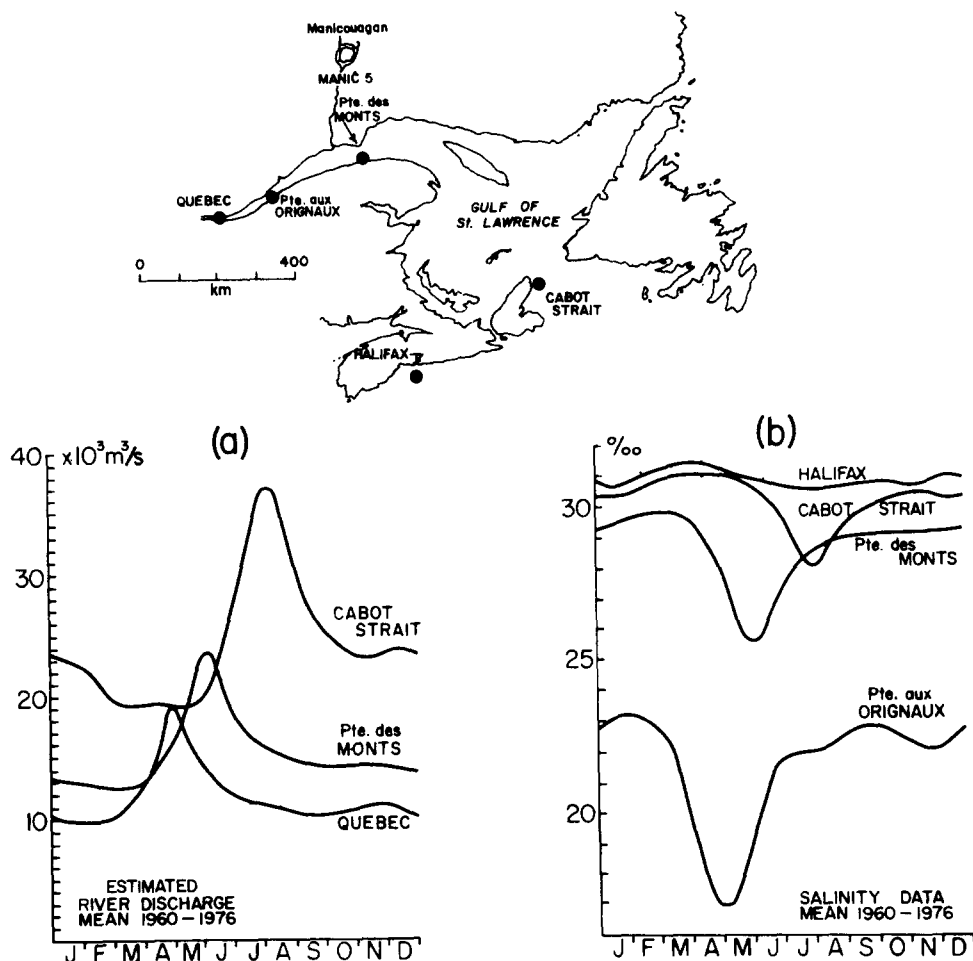 Manicouagan
MANIC 5
Pte. des
MONTS
QUEBEC
Pte. aux
ORIGNAUX
GULF OF
St. LAWRENCE
0 400
km
CABOT
STRAIT
HALIFAX
(a)
40 x10³m³/s
30
20
10
0
CABOT
STRAIT
Pte. des
MONTS
QUEBEC
ESTIMATED
RIVER DISCHARGE
MEAN 1960-1976
J F M A M J J A S O N D
(b)
‰
30
25
20
HALIFAX
CABOT STRAIT
Pte. des
MONTS
Pte. aux
ORIGNAUX
SALINITY DATA
MEAN 1960-1976
J F M A M J J A S O N D